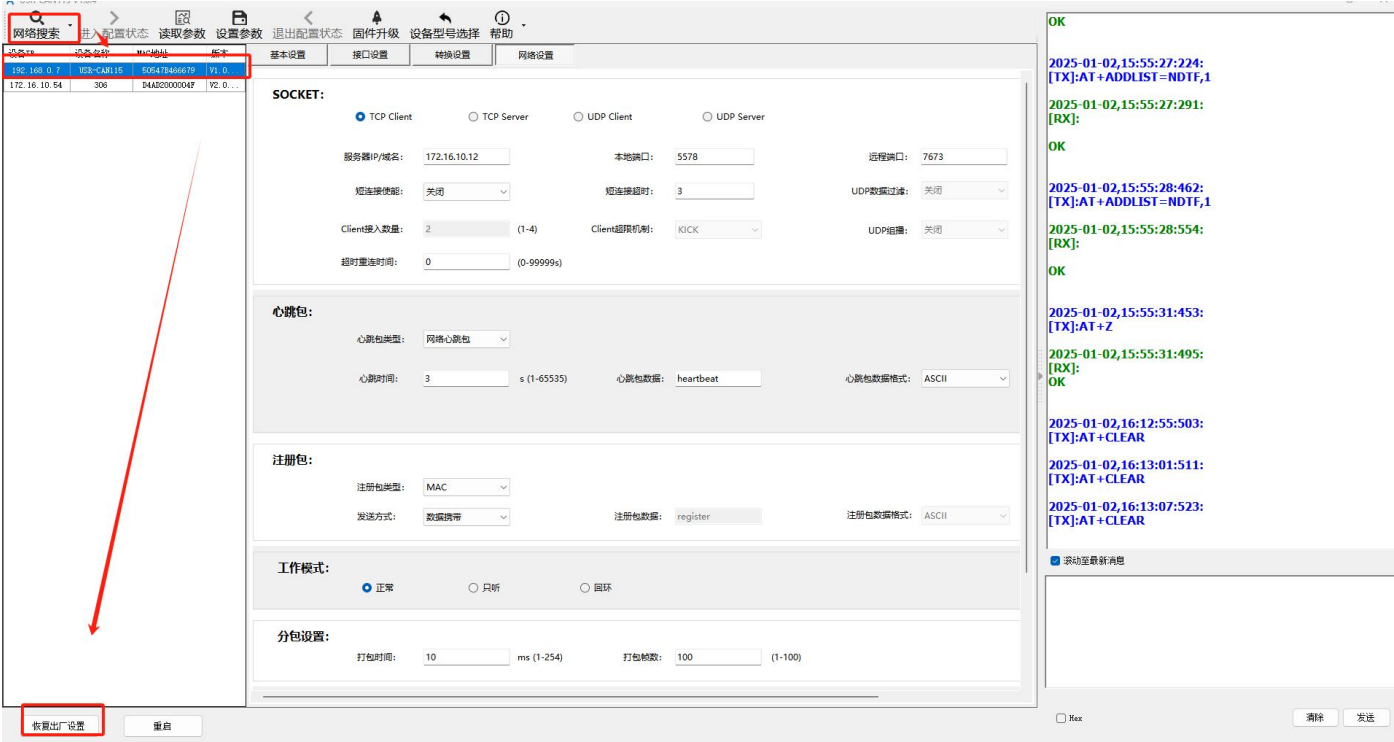 网络搜索 进入配置状态 读取参数 设置参数 退出配置状态 固件升级 设备型号选择 帮助
设备IP 设备名称 MAC地址 版本
192.168.0.7 USR-CAN115 50547B466679 V1.0...
172.16.10.54 306 D4AD2000004F V2.0...
恢复出厂设置 重启
基本设置 接口设置 转换设置 网络设置
SOCKET:
TCP Client TCP Server UDP Client UDP Server
服务器IP/域名: 172.16.10.12 本地端口: 5578 远程端口: 7673
短连接使能: 关闭 短连接超时: 3 UDP数据过滤: 关闭
Client接入数量: 2 (1-4) Client超限机制: KICK UDP组播: 关闭
超时重连时间: 0 (0-99999s)
心跳包:
心跳包类型: 网络心跳包
心跳时间: 3 s (1-65535) 心跳包数据: heartbeat 心跳包数据格式: ASCII
注册包:
注册包类型: MAC
发送方式: 数据携带 注册包数据: register 注册包数据格式: ASCII
工作模式:
正常 只听 回环
分包设置:
打包时间: 10 ms (1-254) 打包帧数: 100 (1-100)
OK
2025-01-02,15:55:27:224:
[TX]:AT+ADDLIST=NDTF,1
2025-01-02,15:55:27:291:
[RX]:
OK
2025-01-02,15:55:28:462:
[TX]:AT+ADDLIST=NDTF,1
2025-01-02,15:55:28:554:
[RX]:
OK
2025-01-02,15:55:31:453:
[TX]:AT+Z
2025-01-02,15:55:31:495:
[RX]:
OK
2025-01-02,16:12:55:503:
[TX]:AT+CLEAR
2025-01-02,16:13:01:511:
[TX]:AT+CLEAR
2025-01-02,16:13:07:523:
[TX]:AT+CLEAR
滚动至最新消息
Hex 清除 发送